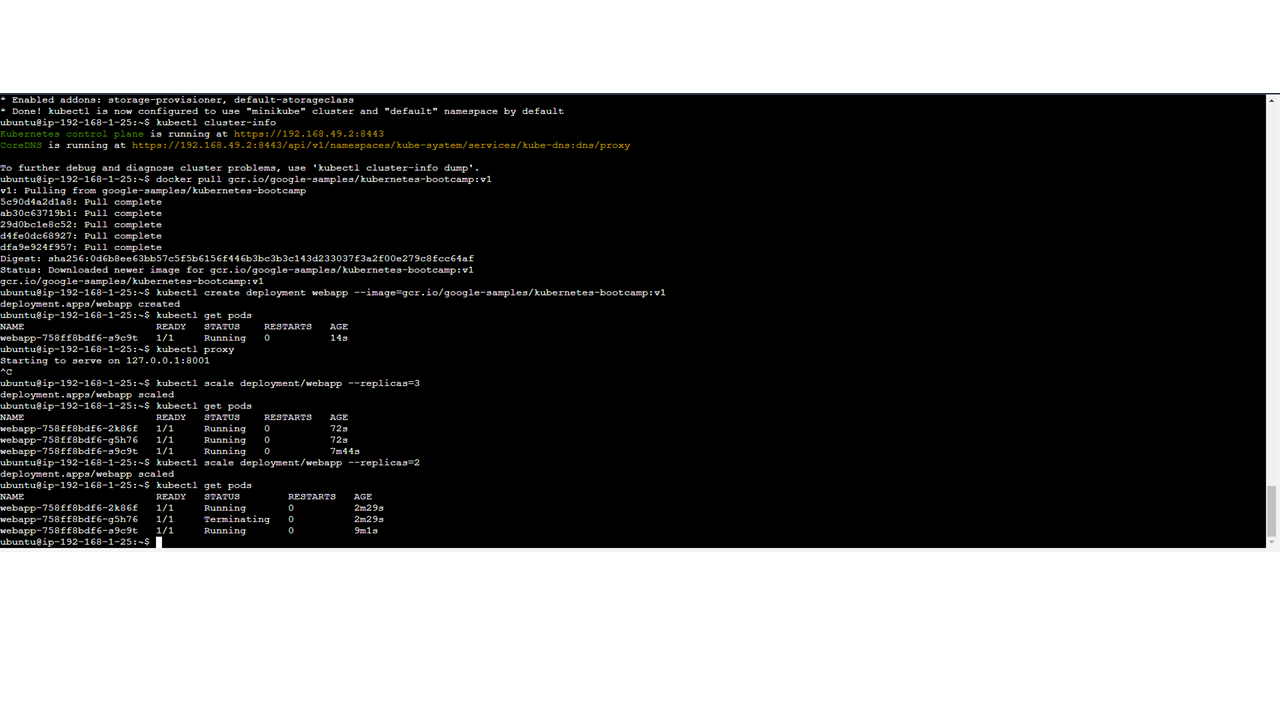 * Enabled addons: storage-provisioner, default-storageclass
* Done! kubectl is now configured to use "minikube" cluster and "default" namespace by default
ubuntu@ip-192-168-1-25:~$ kubectl cluster-info
Kubernetes control plane is running at https://192.168.49.2:8443
CoreDNS is running at https://192.168.49.2:8443/api/v1/namespaces/kube-system/services/kube-dns:dns/proxy
To further debug and diagnose cluster problems, use 'kubectl cluster-info dump'.
ubuntu@ip-192-168-1-25:~$ docker pull gcr.io/google-samples/kubernetes-bootcamp:v1
v1: Pulling from google-samples/kubernetes-bootcamp
5c90d4a2d1a8: Pull complete
ab30c63719b1: Pull complete
29d0bc1e8c52: Pull complete
d4fe0dc68927: Pull complete
dfa9e924f957: Pull complete
Digest: sha256:0d6b8ee63bb57c5f5b6156f446b3bc3b3c143d233037f3a2f00e279c8fcc64af
Status: Downloaded newer image for gcr.io/google-samples/kubernetes-bootcamp:v1
gcr.io/google-samples/kubernetes-bootcamp:v1
ubuntu@ip-192-168-1-25:~$ kubectl create deployment webapp --image=gcr.io/google-samples/kubernetes-bootcamp:v1
deployment.apps/webapp created
ubuntu@ip-192-168-1-25:~$ kubectl get pods
NAME READY STATUS RESTARTS AGE
webapp-758ff8bdf6-s9c9t 1/1 Running 0 14s
ubuntu@ip-192-168-1-25:~$ kubectl proxy
Starting to serve on 127.0.0.1:8001
^C
ubuntu@ip-192-168-1-25:~$ kubectl scale deployment/webapp --replicas=3
deployment.apps/webapp scaled
ubuntu@ip-192-168-1-25:~$ kubectl get pods
NAME READY STATUS RESTARTS AGE
webapp-758ff8bdf6-2k86f 1/1 Running 0 72s
webapp-758ff8bdf6-g5h76 1/1 Running 0 72s
webapp-758ff8bdf6-s9c9t 1/1 Running 0 7m44s
ubuntu@ip-192-168-1-25:~$ kubectl scale deployment/webapp --replicas=2
deployment.apps/webapp scaled
ubuntu@ip-192-168-1-25:~$ kubectl get pods
NAME READY STATUS RESTARTS AGE
webapp-758ff8bdf6-2k86f 1/1 Running 0 2m29s
webapp-758ff8bdf6-g5h76 1/1 Terminating 0 2m29s
webapp-758ff8bdf6-s9c9t 1/1 Running 0 9m1s
ubuntu@ip-192-168-1-25:~$